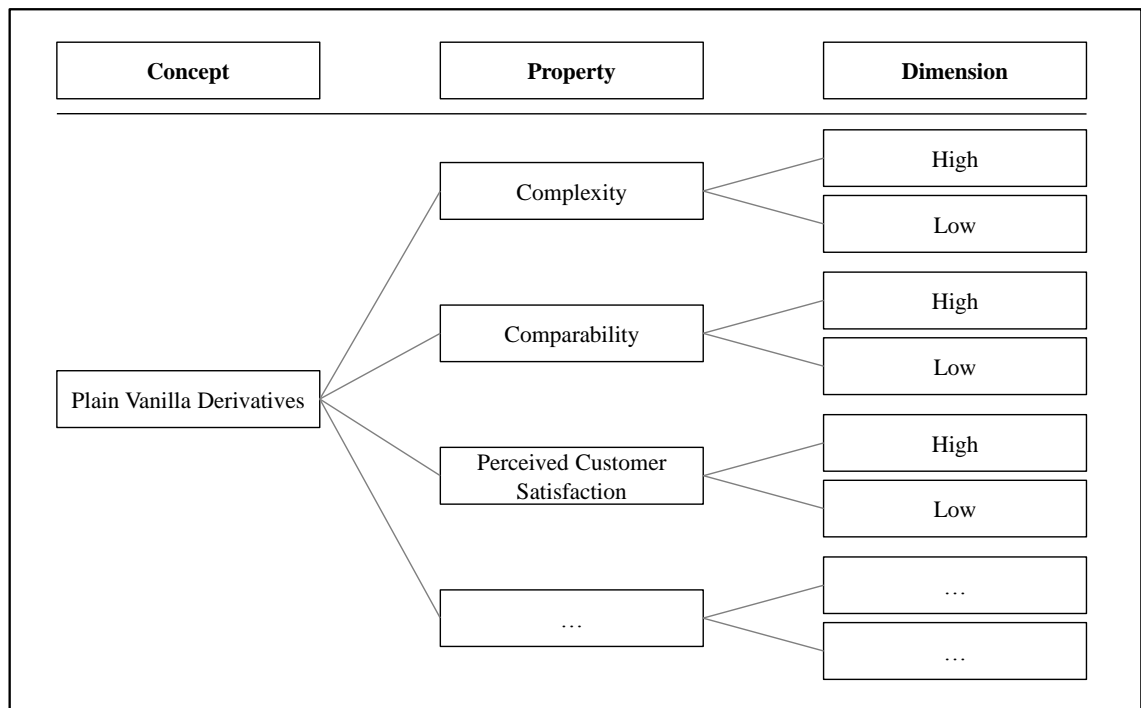 Concept
Property
Dimension
Complexity
High
Low
Comparability
High
Low
Plain Vanilla Derivatives
Perceived Customer
Satisfaction
High
Low
…
…
…